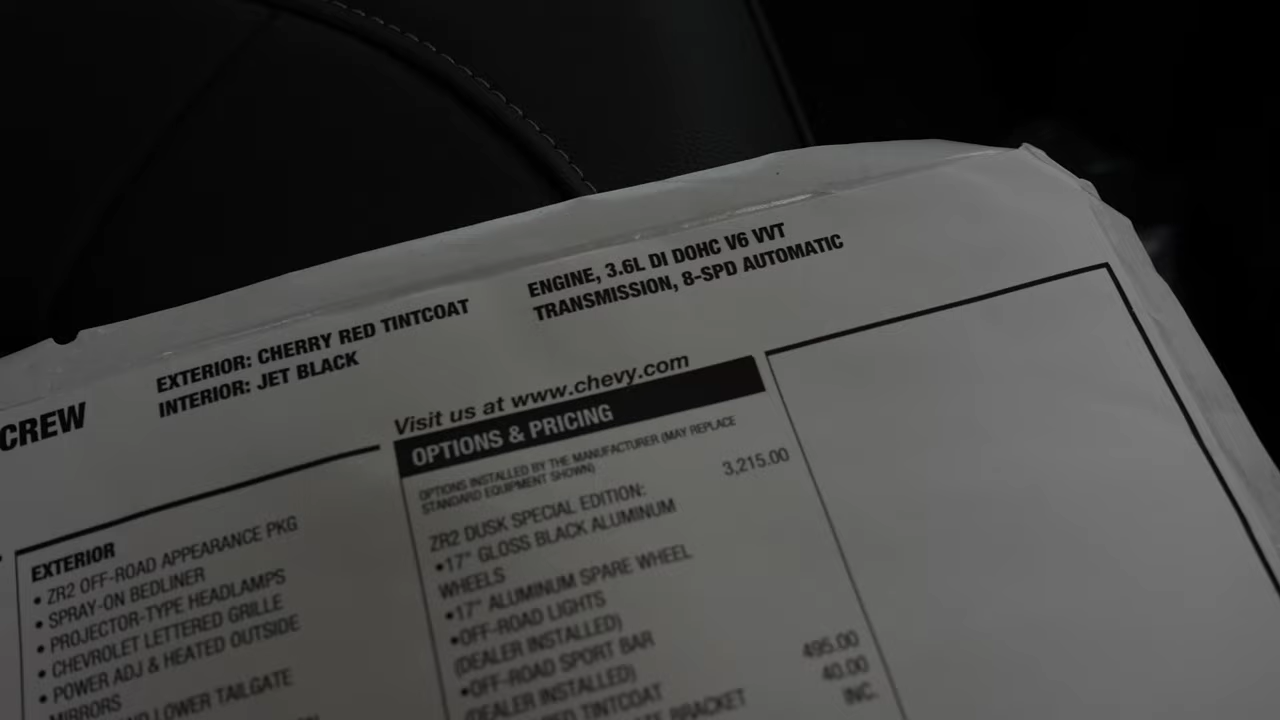 EXTERIOR: CHERRY RED TINTCOAT
INTERIOR: JET BLACK
ENGINE, 3.6L DI DOHC V6 VVT
TRANSMISSION, 8-SPD AUTOMATIC
CREW
Visit us at www.chevy.com
EXTERIOR
• ZR2 OFF-ROAD APPEARANCE PKG
• SPRAY-ON BEDLINER
• PROJECTOR-TYPE HEADLAMPS
• CHEVROLET LETTERED GRILLE
• POWER ADJ & HEATED OUTSIDE
MIRRORS
LOWER TAILGATE
OPTIONS & PRICING
OPTIONS INSTALLED BY THE MANUFACTURER (MAY REPLACE
STANDARD EQUIPMENT SHOWN)
ZR2 DUSK SPECIAL EDITION: 3,215.00
•17" GLOSS BLACK ALUMINUM
WHEELS
•17" ALUMINUM SPARE WHEEL
•OFF-ROAD LIGHTS
(DEALER INSTALLED)
•OFF-ROAD SPORT BAR
(DEALER INSTALLED)
RED TINTCOAT 495.00
BRACKET 40.00
INC.